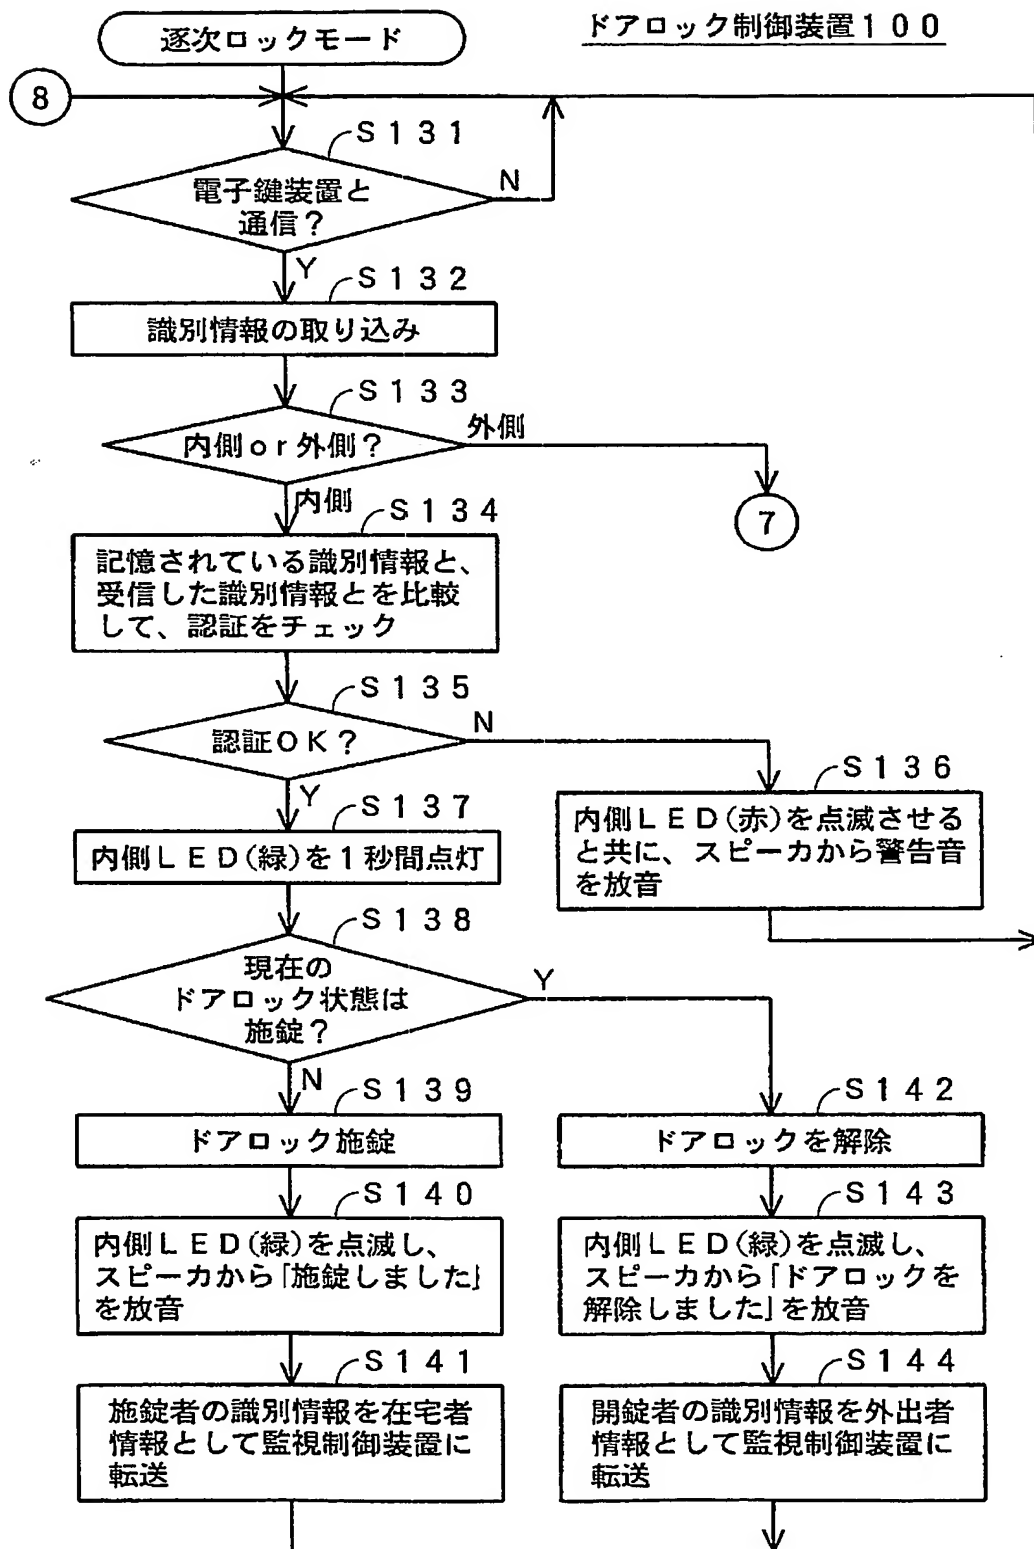 逐次ロックモード
ドアロック制御装置100
8
S131
電子鍵装置と
通信?
N
Y
S132
識別情報の取り込み
S133
内側or外側?
外側
内側
7
S134
記憶されている識別情報と、
受信した識別情報とを比較
して、認証をチェック
S135
認証OK?
N
Y
S136
内側LED(赤)を点滅させる
と共に、スピーカから警告音
を放音
S137
内側LED(緑)を1秒間点灯
S138
現在の
ドアロック状態は
施錠?
Y
N
S139
ドアロック施錠
S142
ドアロックを解除
S140
内側LED(緑)を点滅し、
スピーカから「施錠しました」
を放音
S143
内側LED(緑)を点滅し、
スピーカから「ドアロックを
解除しました」を放音
S141
施錠者の識別情報を在宅者
情報として監視制御装置に
転送
S144
開錠者の識別情報を外出者
情報として監視制御装置に
転送